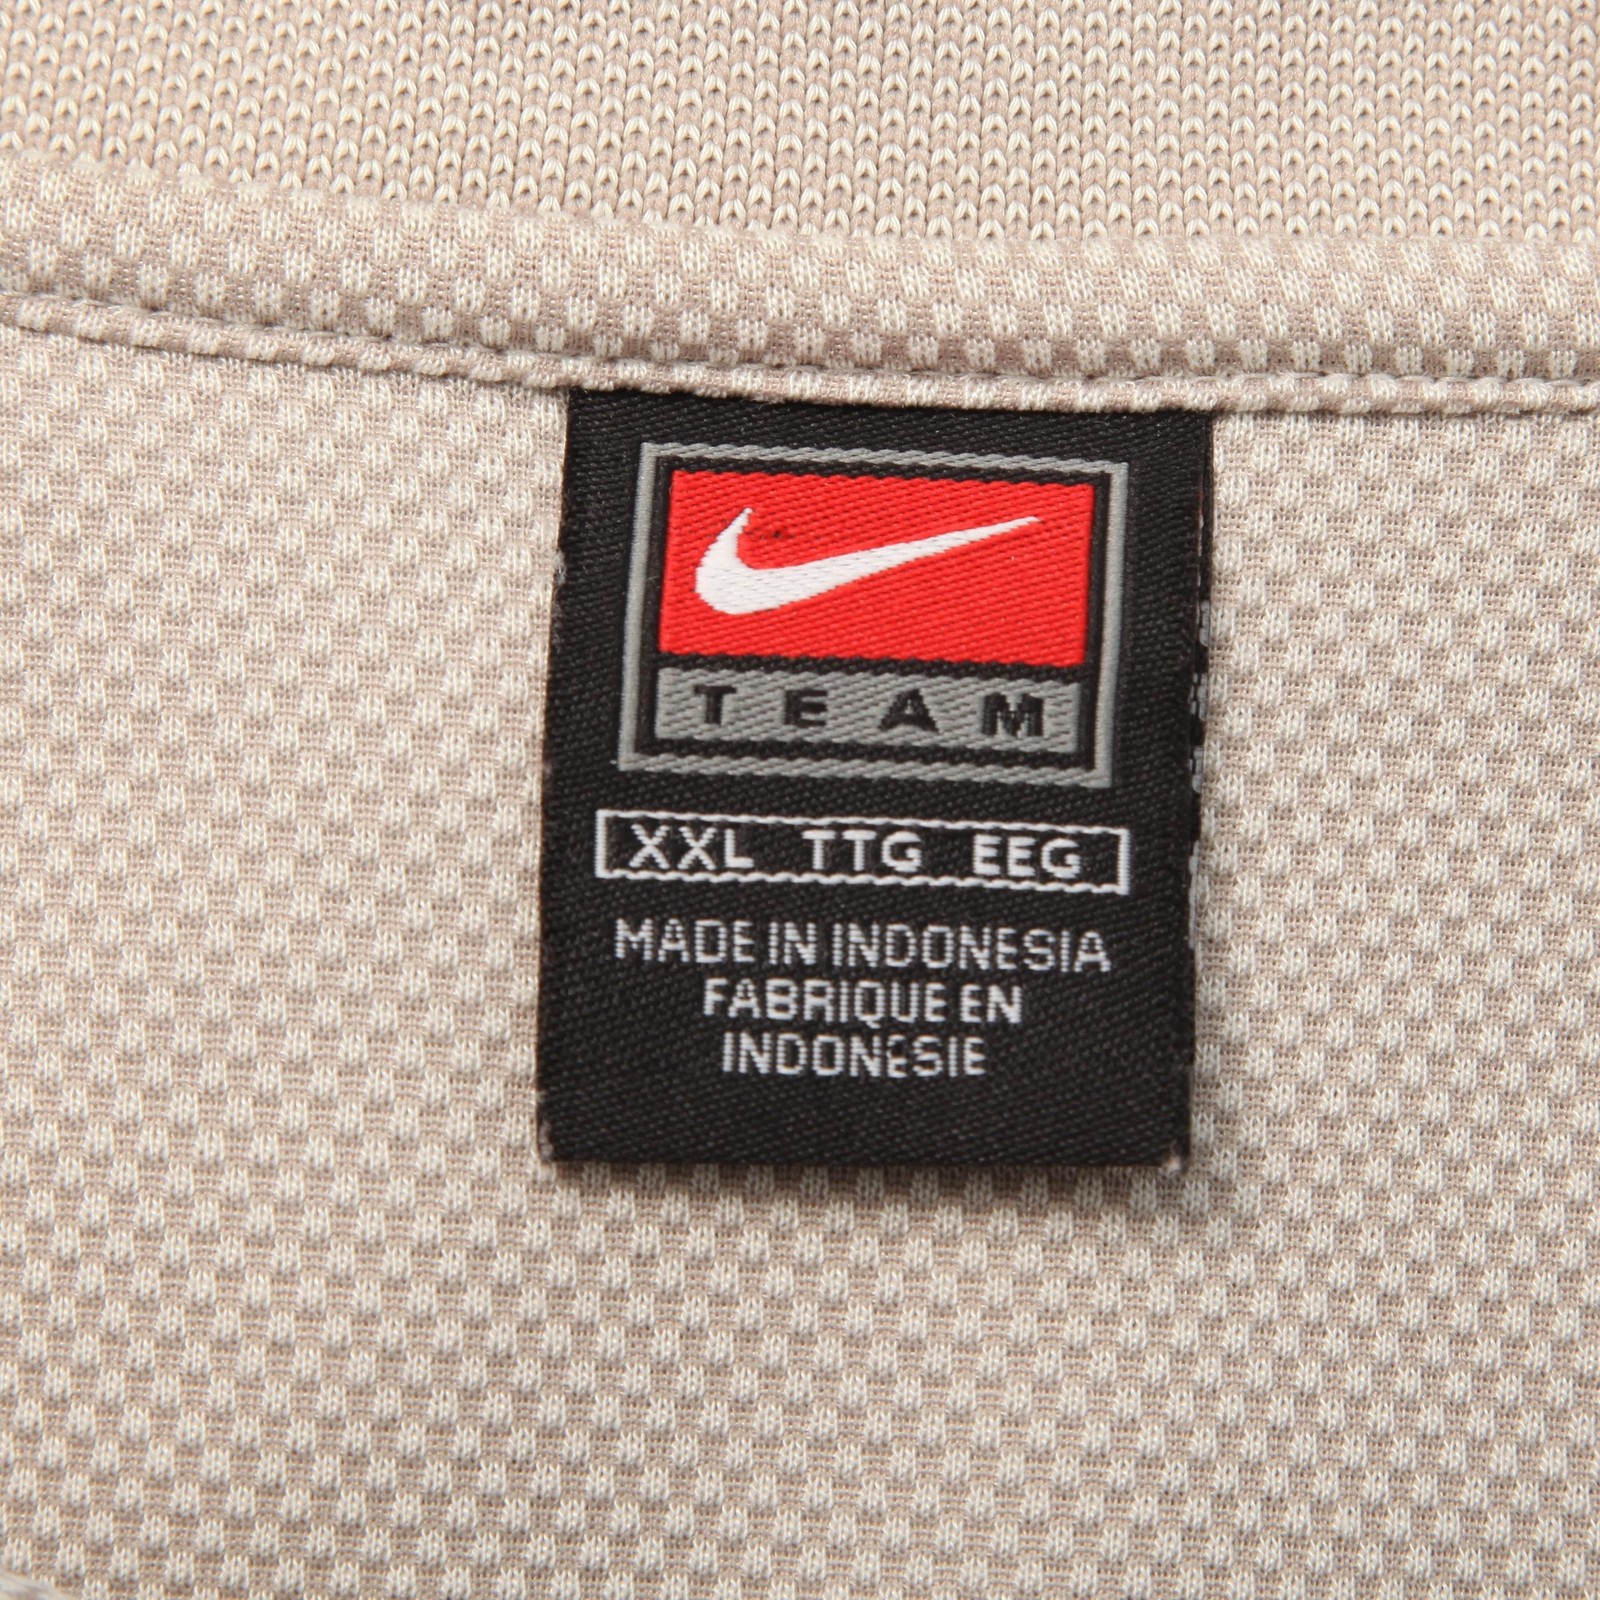 TEAM
XXL TTG EEG
MADE IN INDONESIA
FABRIQUE EN
INDONESIE